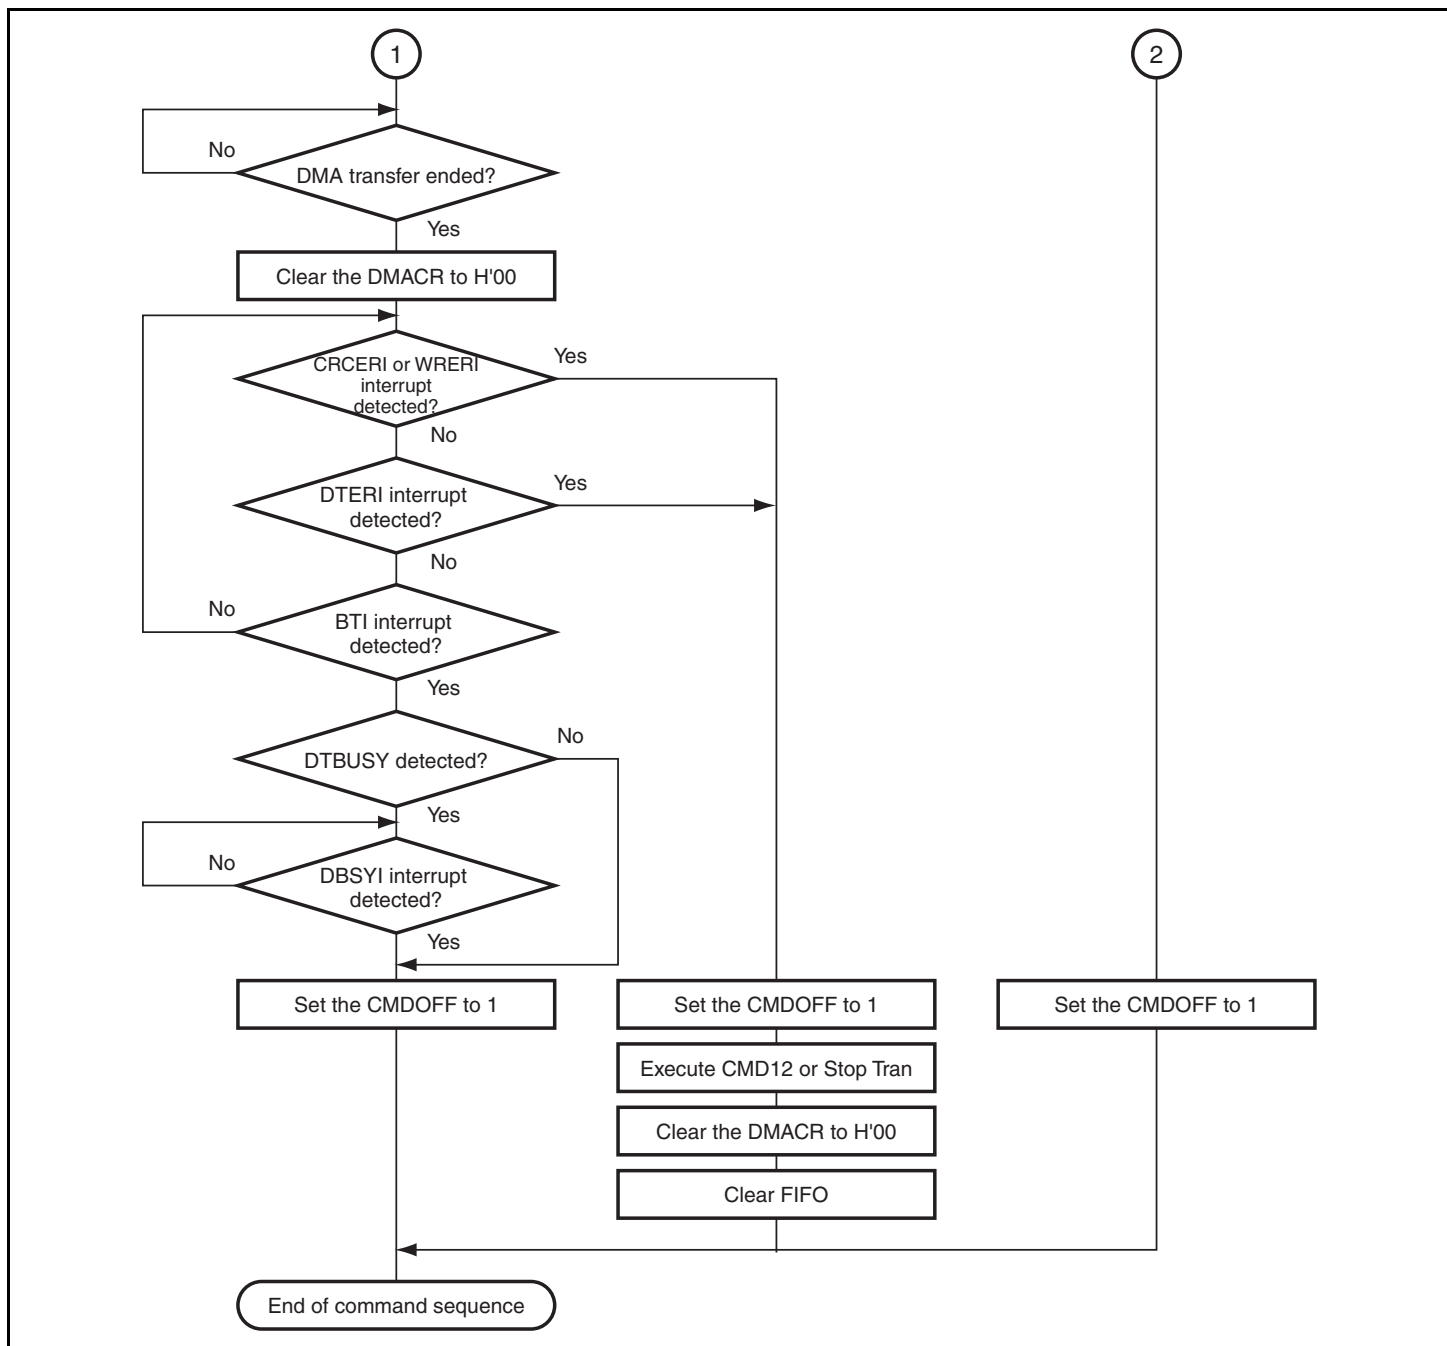 1
2
No
DMA transfer ended?
Yes
Clear the DMACR to H'00
CRCERI or WRERI
interrupt
detected?
Yes
No
DTERI interrupt
detected?
Yes
No
No
BTI interrupt
detected?
Yes
DTBUSY detected?
No
Yes
No
DBSYI interrupt
detected?
Yes
Set the CMDOFF to 1
Set the CMDOFF to 1
Set the CMDOFF to 1
Execute CMD12 or Stop Tran
Clear the DMACR to H'00
Clear FIFO
End of command sequence